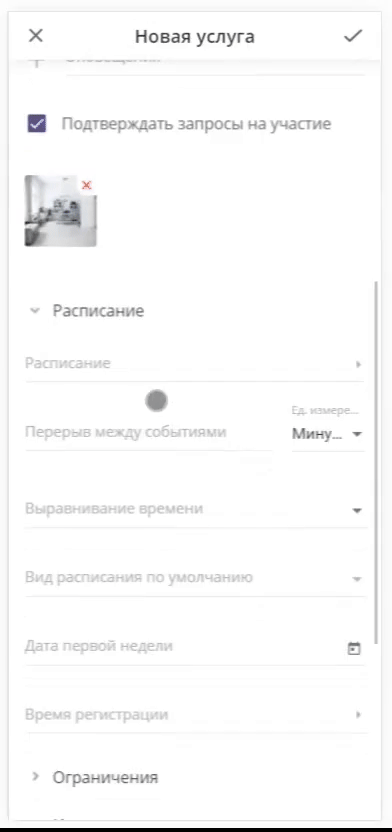 Новая услуга
Подтверждать запросы на участие
Расписание
Расписание
Ед. измере...
Перерыв между событиями
Мину...
Выравнивание времени
Вид расписания по умолчанию
Дата первой недели
Время регистрации
Ограничения